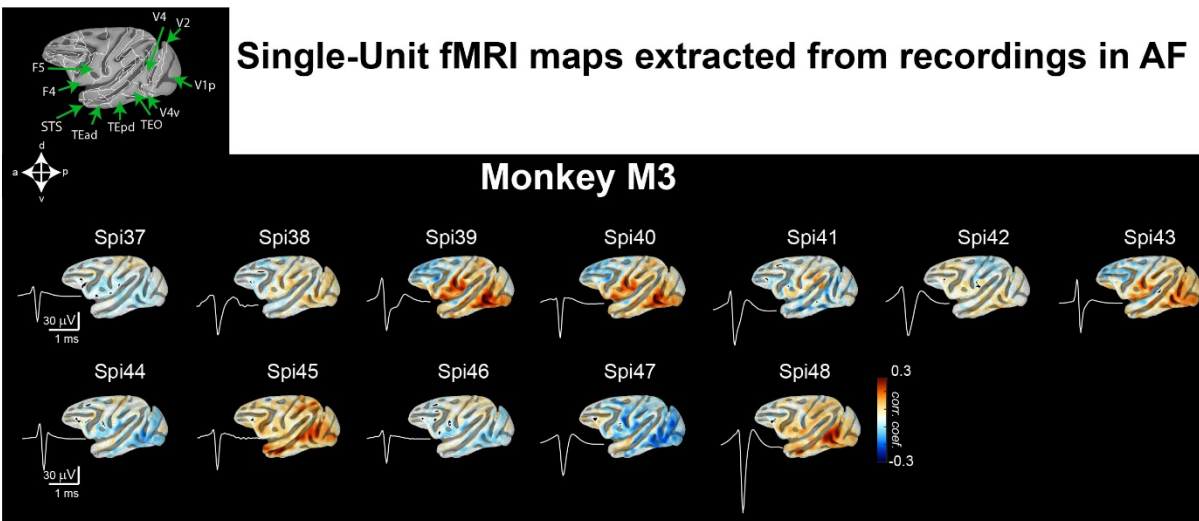 V4
V2
F5
F4
V1p
STS
TEad
TEpd
TEO
V4v
d
a
p
v
Single-Unit fMRI maps extracted from recordings in AF
Monkey M3
Spi37
Spi38
Spi39
Spi40
Spi41
Spi42
Spi43
30 μV
1 ms
Spi44
Spi45
Spi46
Spi47
Spi48
0.3
corr. coef.
-0.3
30 μV
1 ms